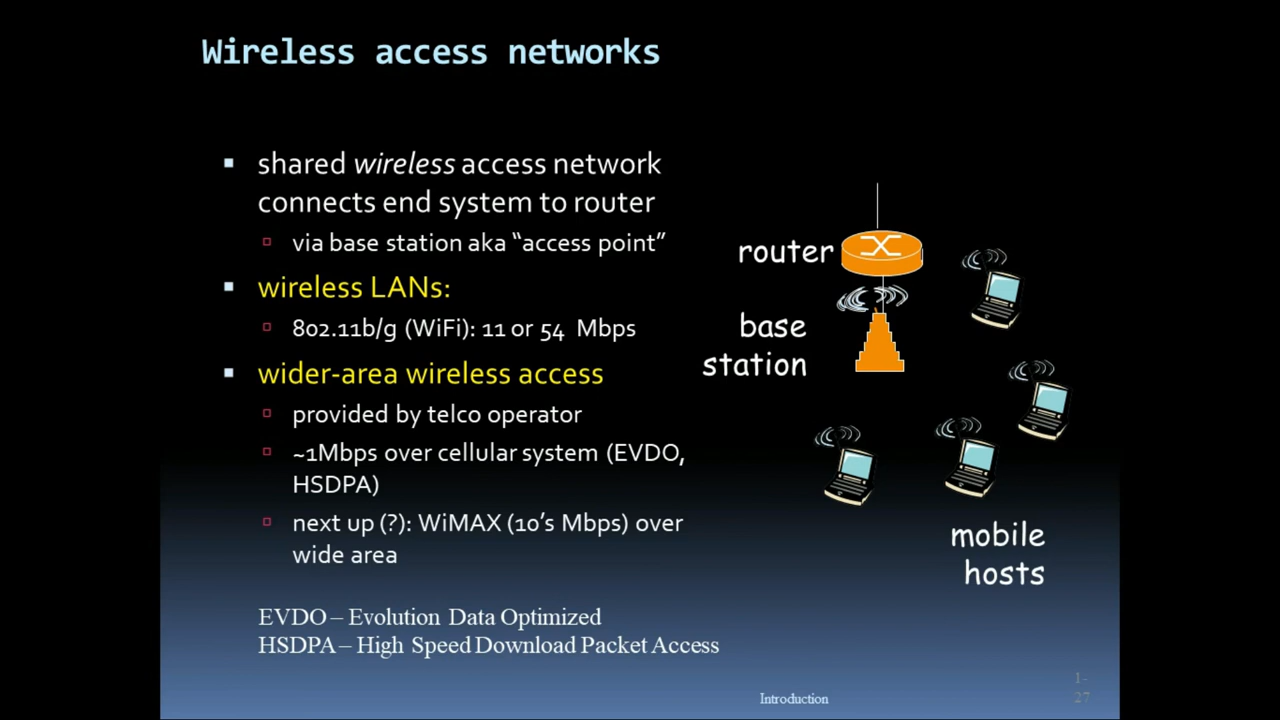 Wireless access networks
shared wireless access network
connects end system to router
via base station aka “access point”
wireless LANs:
802.11b/g (WiFi): 11 or 54 Mbps
wider-area wireless access
provided by telco operator
~1Mbps over cellular system (EVDO,
HSDPA)
next up (?): WiMAX (10’s Mbps) over
wide area
EVDO – Evolution Data Optimized
HSDPA – High Speed Download Packet Access
router
base
station
mobile
hosts
Introduction
1-
27